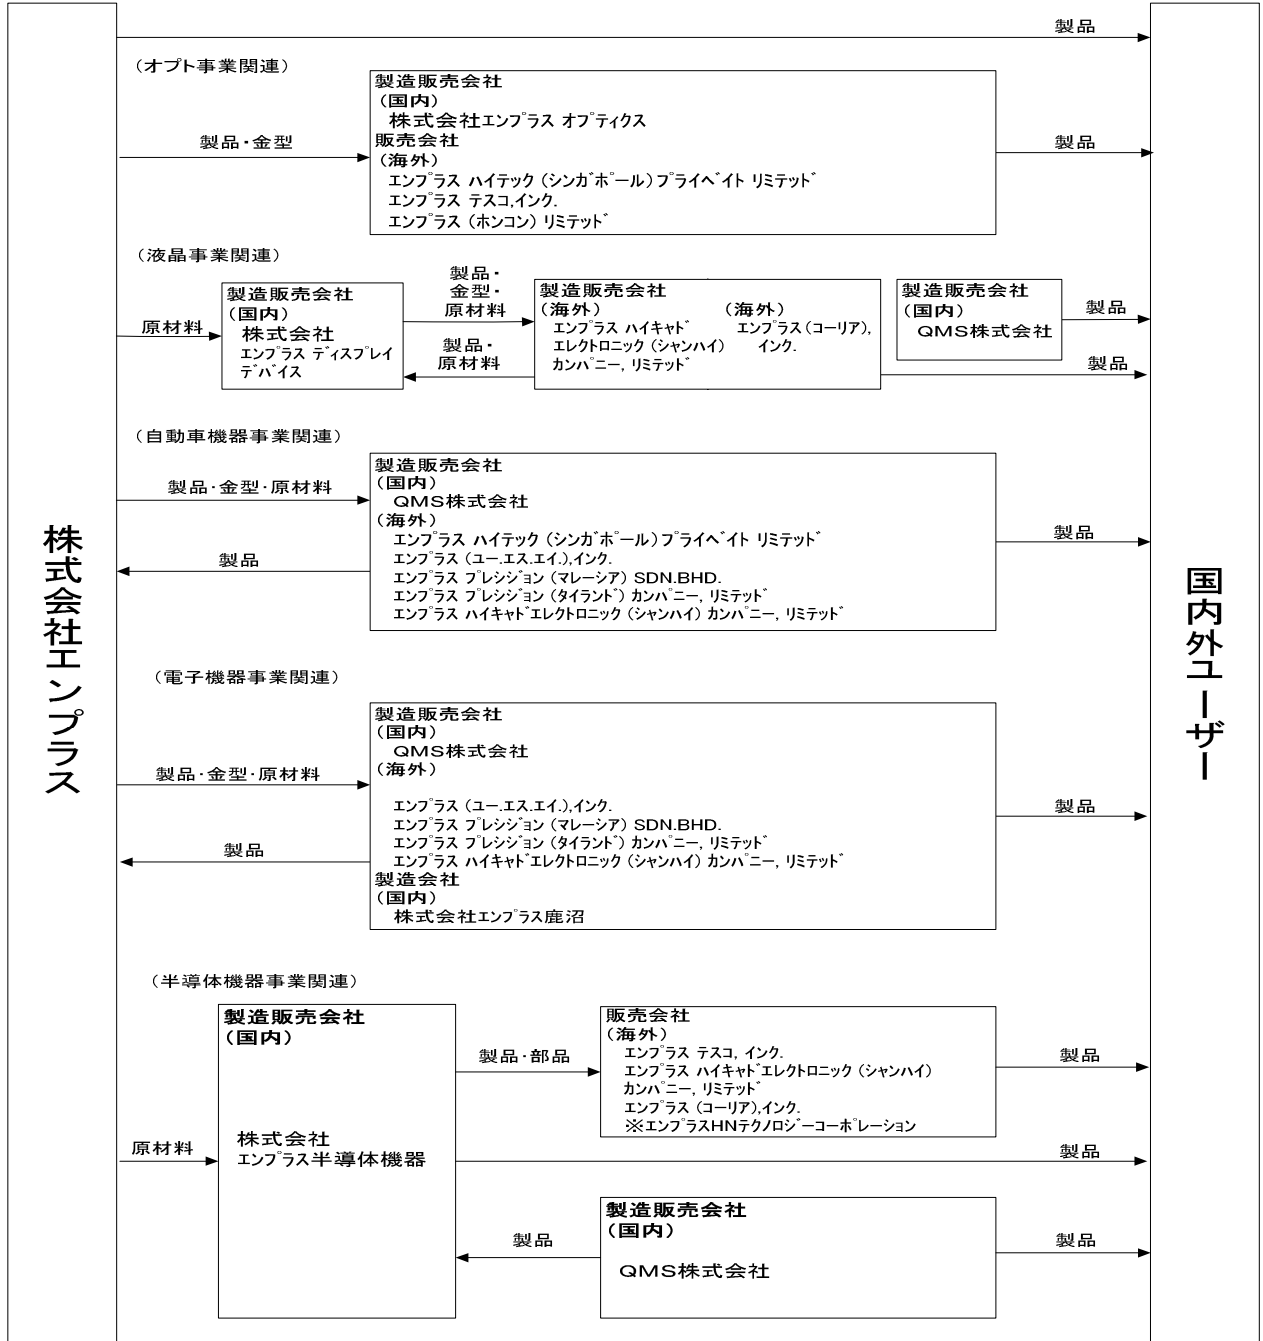 株式会社エンプラス
国内外ユーザー
製品
（オプト事業関連）
製品・金型
製造販売会社
（国内）
株式会社エンプラス オプティクス
販売会社
（海外）
エンプラス ハイテック（シンガポール）プライベイト リミテッド
エンプラス テスコ,インク.
エンプラス（ホンコン）リミテッド
製品
（液晶事業関連）
原材料
製造販売会社
（国内）
株式会社
エンプラス ディスプレイ
デバイス
製品・
金型・
原材料
製品・
原材料
製造販売会社
（海外）
エンプラス ハイキャド
エレクトロニック（シャンハイ）
カンパニー, リミテッド
（海外）
エンプラス（コーリア),
インク.
製造販売会社
（国内）
QMS株式会社
製品
製品
（自動車機器事業関連）
製品・金型・原材料
製品
製造販売会社
（国内）
QMS株式会社
（海外）
エンプラス ハイテック（シンガポール）プライベイト リミテッド
エンプラス（ユー.エス.エイ.),インク.
エンプラス プレシジョン（マレーシア）SDN.BHD.
エンプラス プレシジョン（タイランド）カンパニー, リミテッド
エンプラス ハイキャドエレクトロニック（シャンハイ）カンパニー, リミテッド
製品
（電子機器事業関連）
製品・金型・原材料
製品
製造販売会社
（国内）
QMS株式会社
（海外）
エンプラス（ユー.エス.エイ.),インク.
エンプラス プレシジョン（マレーシア）SDN.BHD.
エンプラス プレシジョン（タイランド）カンパニー, リミテッド
エンプラス ハイキャドエレクトロニック（シャンハイ）カンパニー, リミテッド
製造会社
（国内）
株式会社エンプラス鹿沼
製品
（半導体機器事業関連）
原材料
製造販売会社
（国内）
株式会社
エンプラス半導体機器
製品・部品
販売会社
（海外）
エンプラス テスコ, インク.
エンプラス ハイキャドエレクトロニック（シャンハイ）
カンパニー, リミテッド
エンプラス（コーリア),インク.
※エンプラスHNテクノロジーコーポレーション
製品
製品
製品
製造販売会社
（国内）
QMS株式会社
製品